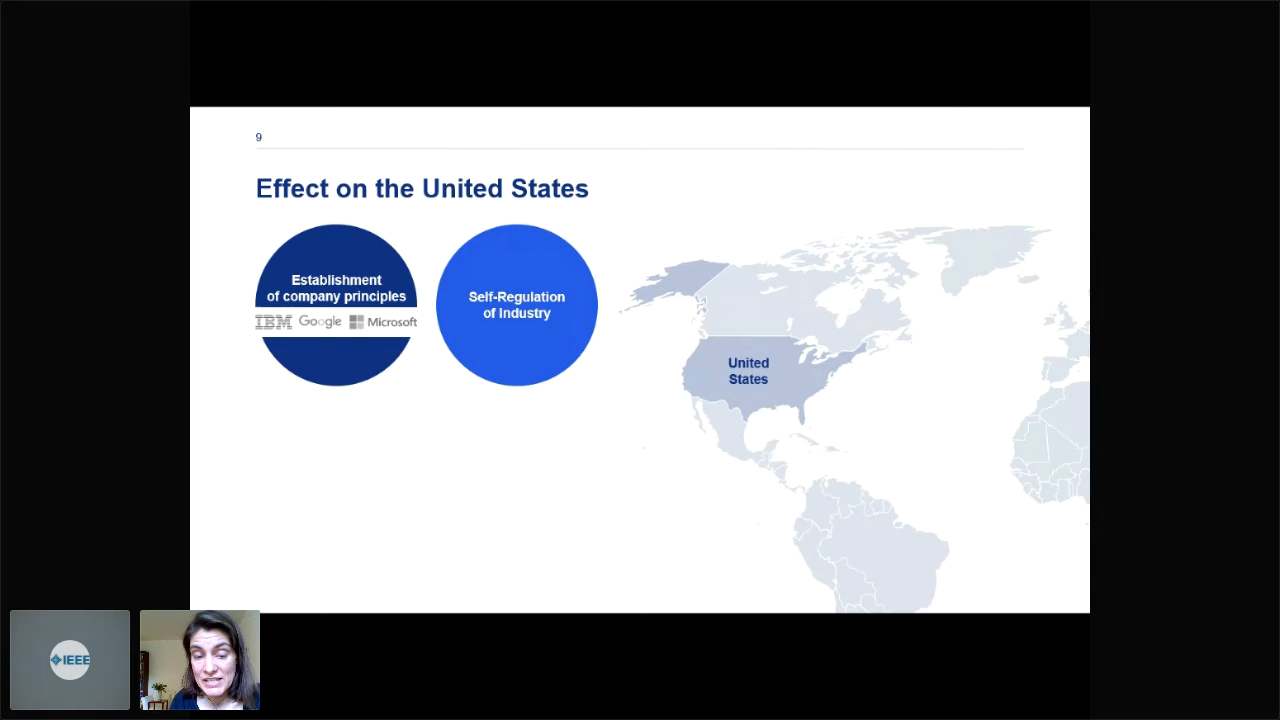 9
Effect on the United States
Establishment
of company principles
IBM Google Microsoft
Self-Regulation
of Industry
United
States
IEEE